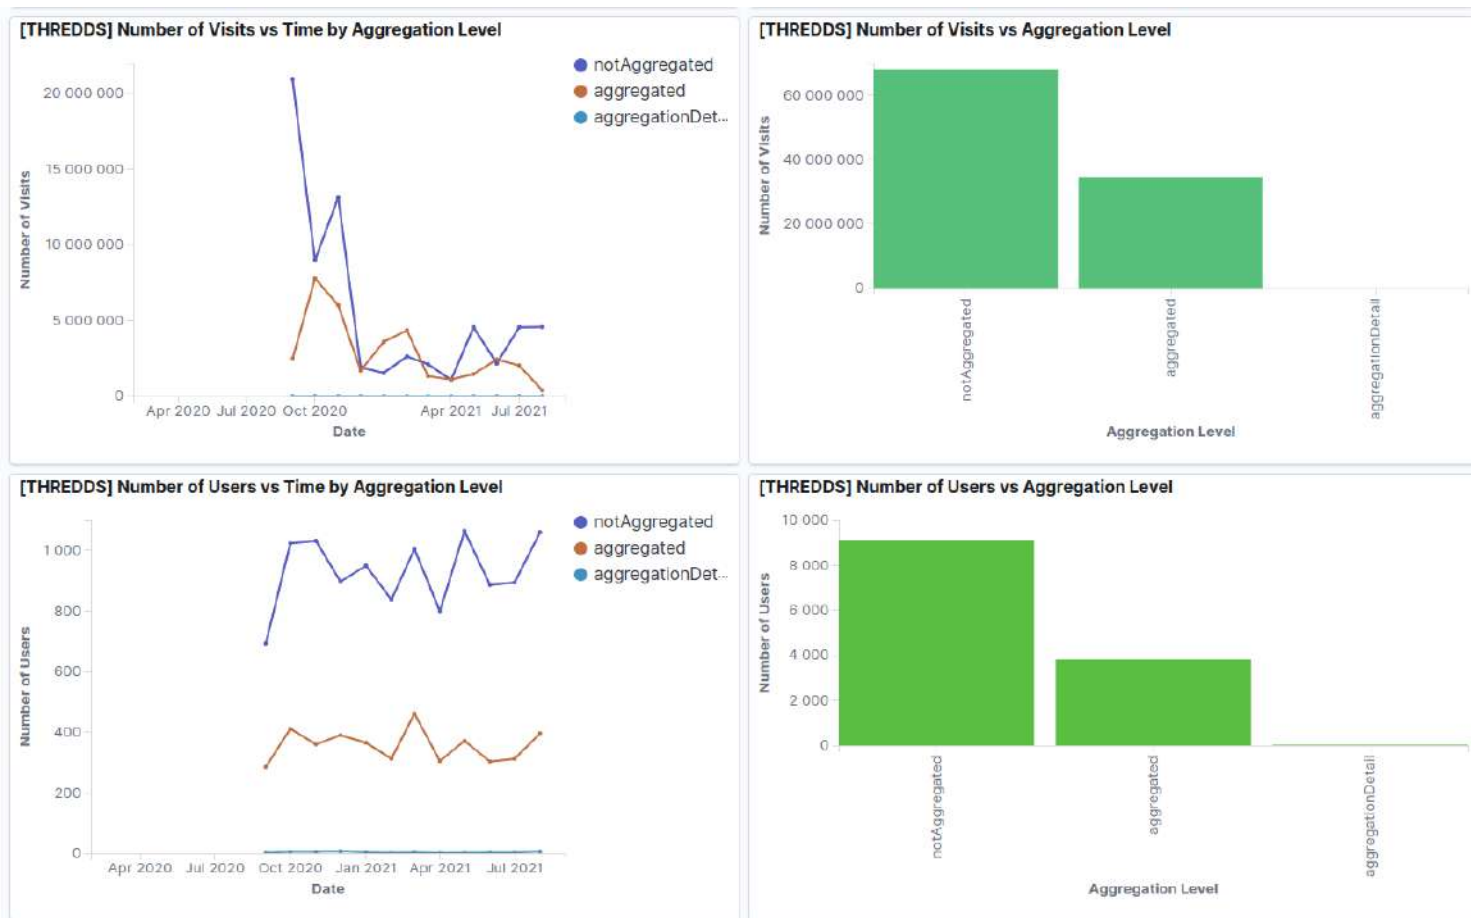 [THREDDS] Number of Visits vs Time by Aggregation Level
notAggregated
aggregated
aggregationDet...
20 000 000
15 000 000
10 000 000
5 000 000
0
Number of Visits
Apr 2020 Jul 2020 Oct 2020 Apr 2021 Jul 2021
Date
[THREDDS] Number of Visits vs Aggregation Level
60 000 000
40 000 000
20 000 000
0
Number of Visits
notAggregated
aggregated
aggregationDetail
Aggregation Level
[THREDDS] Number of Users vs Time by Aggregation Level
notAggregated
aggregated
aggregationDet...
1 000
800
600
400
200
0
Number of Users
Apr 2020 Jul 2020 Oct 2020 Jan 2021 Apr 2021 Jul 2021
Date
[THREDDS] Number of Users vs Aggregation Level
10 000
8 000
6 000
4 000
2 000
0
Number of Users
notAggregated
aggregated
aggregationDetail
Aggregation Level